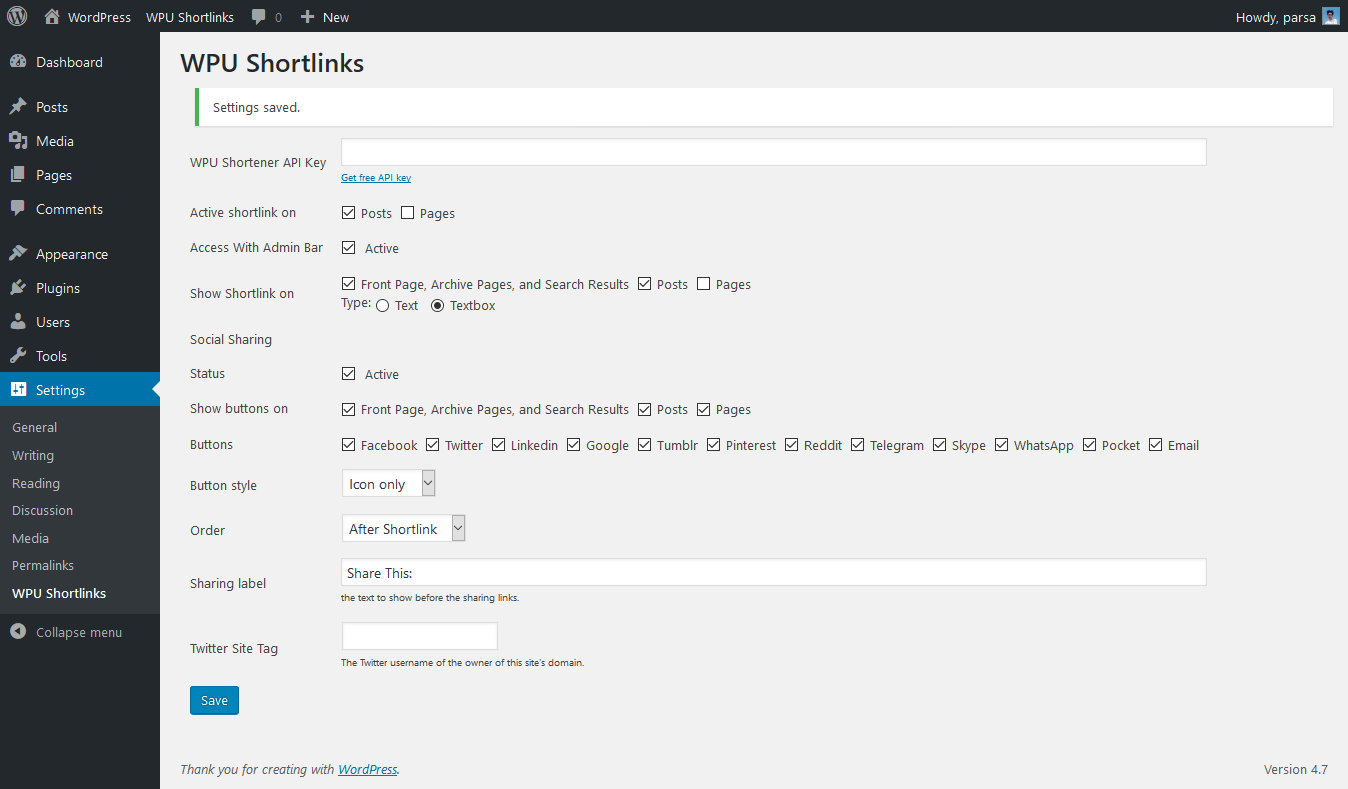 WordPress WPU Shortlinks 0 New Howdy, parsa
Dashboard
Posts
Media
Pages
Comments
Appearance
Plugins
Users
Tools
Settings
General
Writing
Reading
Discussion
Media
Permalinks
WPU Shortlinks
Collapse menu
WPU Shortlinks
Settings saved.
WPU Shortener API Key
Get free API key
Active shortlink on Posts Pages
Access With Admin Bar Active
Show Shortlink on Front Page, Archive Pages, and Search Results Posts Pages
Type: Text Textbox
Social Sharing
Status Active
Show buttons on Front Page, Archive Pages, and Search Results Posts Pages
Buttons Facebook Twitter Linkedin Google Tumblr Pinterest Reddit Telegram Skype WhatsApp Pocket Email
Button style Icon only
Order After Shortlink
Sharing label Share This:
the text to show before the sharing links.
Twitter Site Tag
The Twitter username of the owner of this site's domain.
Save
Thank you for creating with WordPress. Version 4.7